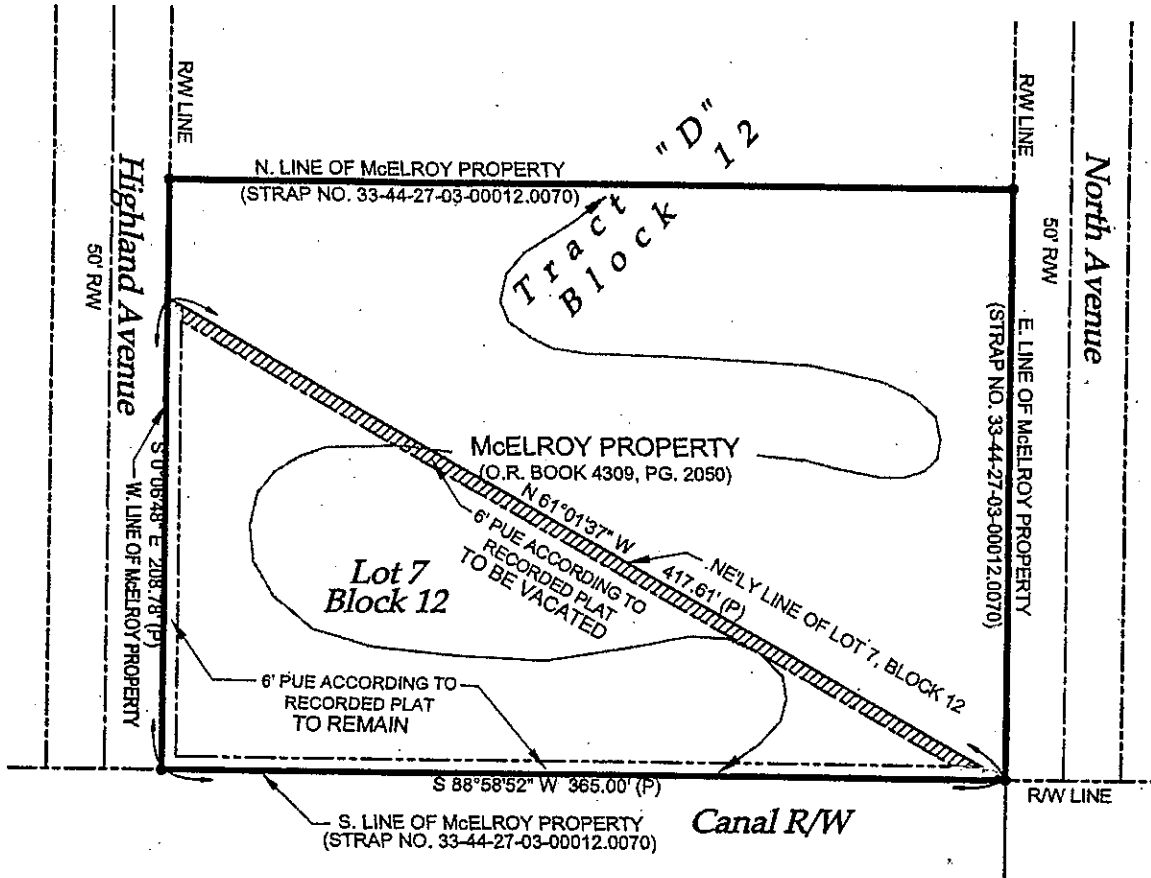 R/W LINE
R/W LINE
Highland Avenue
50' R/W
North Avenue
50' R/W
N. LINE OF McELROY PROPERTY
(STRAP NO. 33-44-27-03-00012.0070)
Tract "D"
Block 12
E. LINE OF McELROY PROPERTY
(STRAP NO. 33-44-27-03-00012.0070)
McELROY PROPERTY
(O.R. BOOK 4309, PG. 2050)
N 61°01'37" W
417.61' (P)
6' PUE ACCORDING TO
RECORDED PLAT
TO BE VACATED
NE'LY LINE OF LOT 7, BLOCK 12
Lot 7
Block 12
S 0°06'48" E 208.78' (P)
W. LINE OF McELROY PROPERTY
6' PUE ACCORDING TO
RECORDED PLAT
TO REMAIN
S 88°58'52" W 365.00' (P)
R/W LINE
S. LINE OF McELROY PROPERTY
(STRAP NO. 33-44-27-03-00012.0070)
Canal R/W